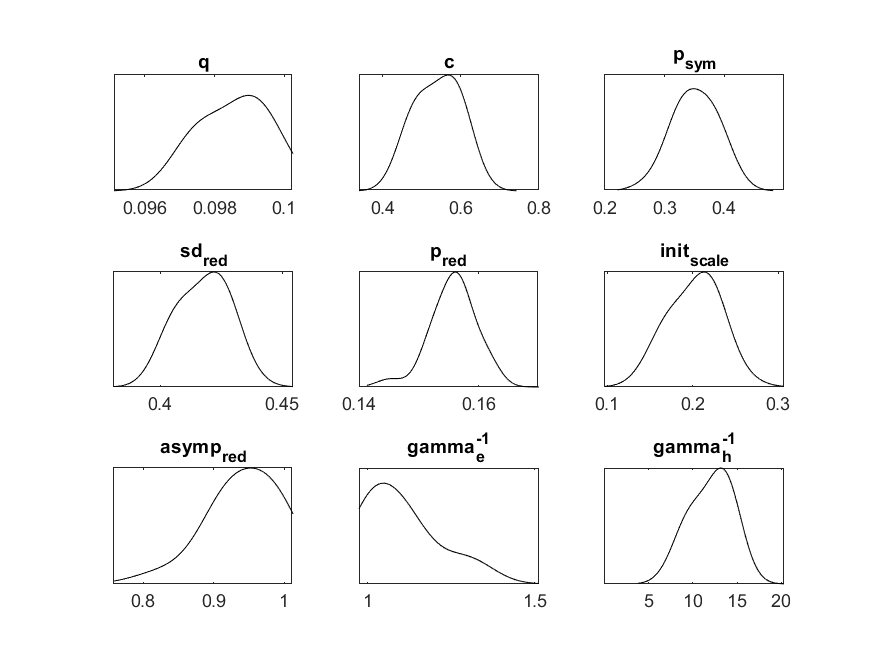 q c p_sym
0.096 0.098 0.1 0.4 0.6 0.8 0.2 0.3 0.4
sd_red p_red init_scale
0.4 0.45 0.14 0.16 0.1 0.2 0.3
asymp_red gamma_e^-1 gamma_h^-1
0.8 0.9 1 1 1.5 5 10 15 20